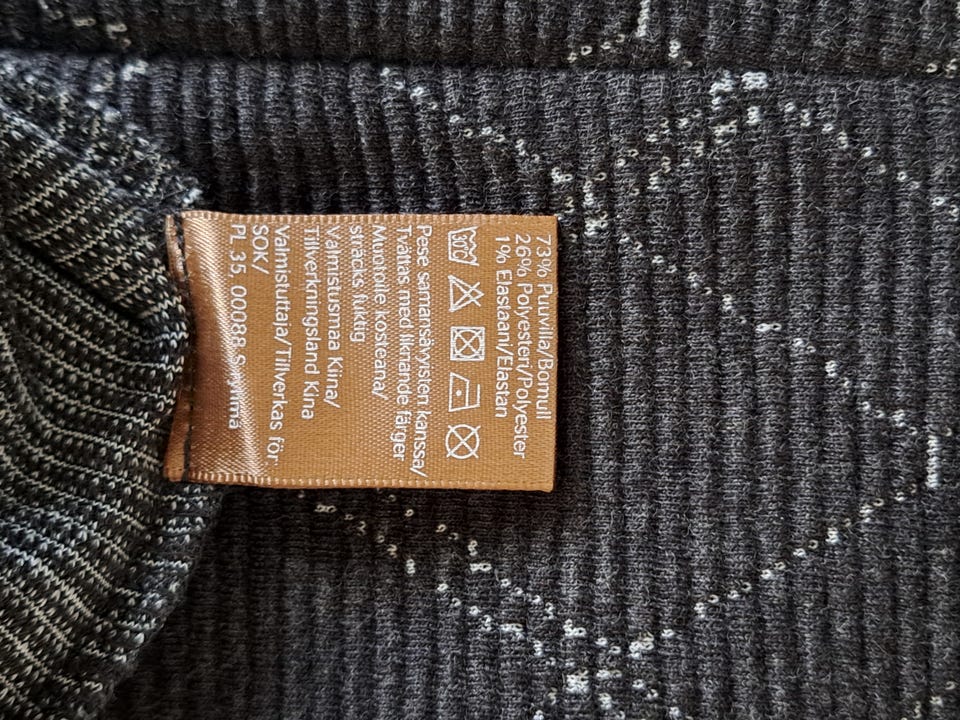 73% Puuvilla/Bomull
26% Polyesteri/Polyester
1% Elastaani/Elastan
30°
Pese samansävyisten kanssa/
Tvättas med liknande färger
Muotoile kosteana/
sträcks fuktig
Valmistusmaa Kiina/
Tillverkningsland Kina
Valmistuttaja/Tillverkas för:
SOK/
PL 35, 00088 S-ryhmä